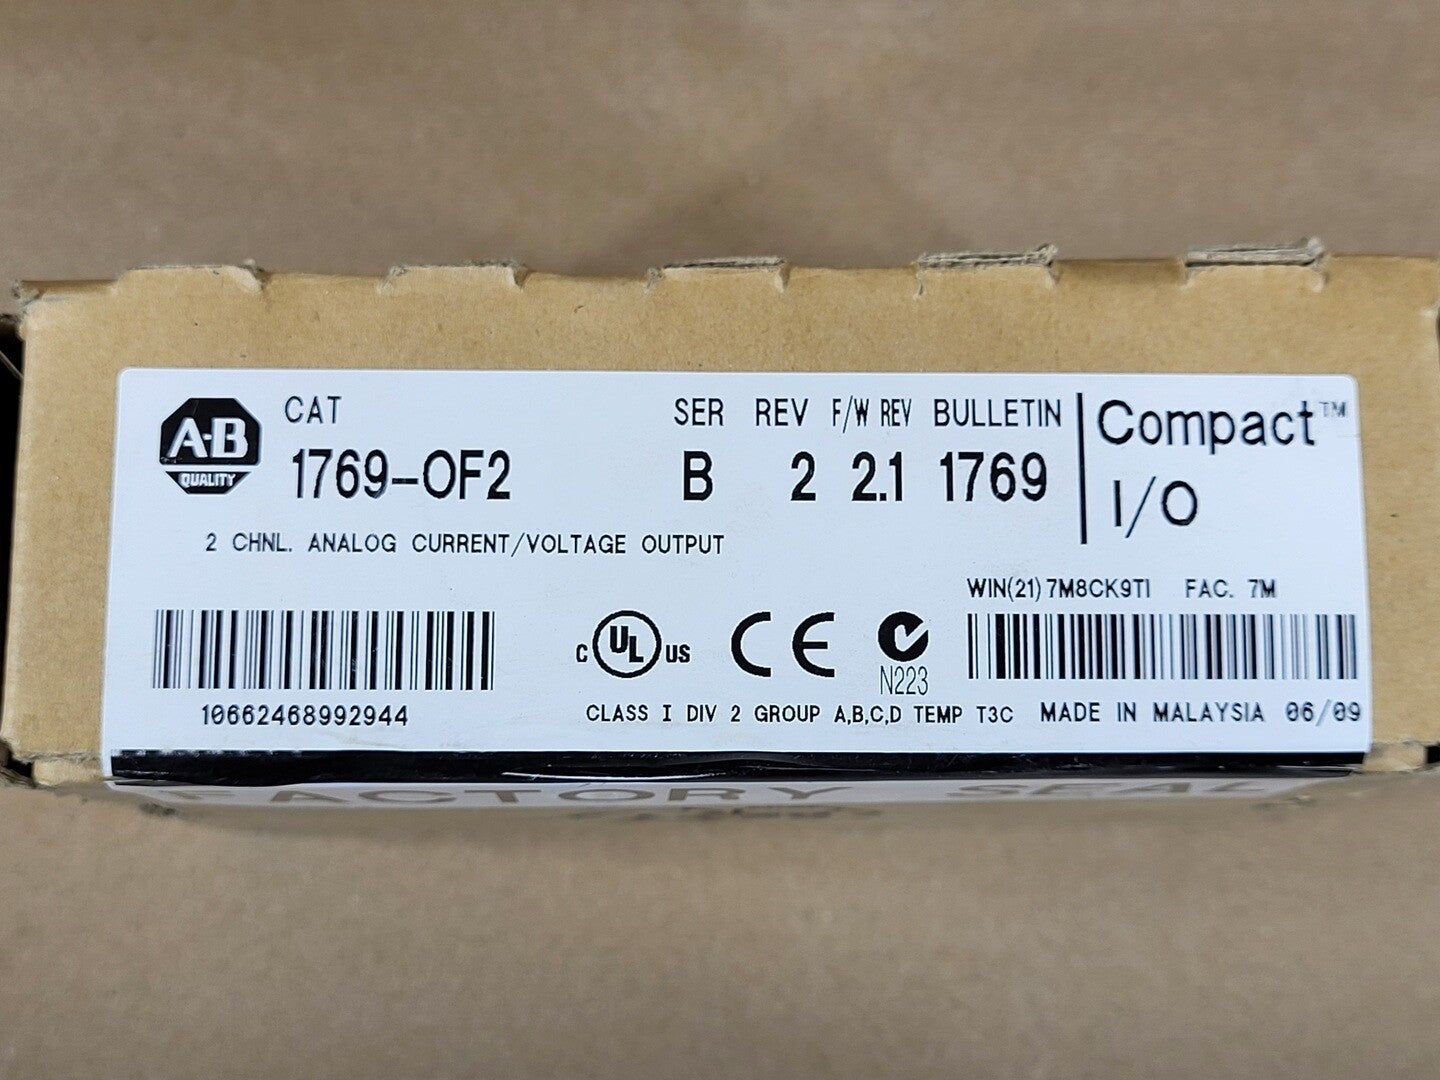 A-B
QUALITY
CAT
1769-OF2
SER REV F/W REV BULLETIN
B 2 2.1 1769
Compact™
I/O
2 CHNL. ANALOG CURRENT/VOLTAGE OUTPUT
WIN(21) 7M8CK9TI FAC. 7M
10662468992944
C UL US
CE
N223
CLASS I DIV 2 GROUP A,B,C,D TEMP T3C
MADE IN MALAYSIA 06/09
FACTORY SEAL